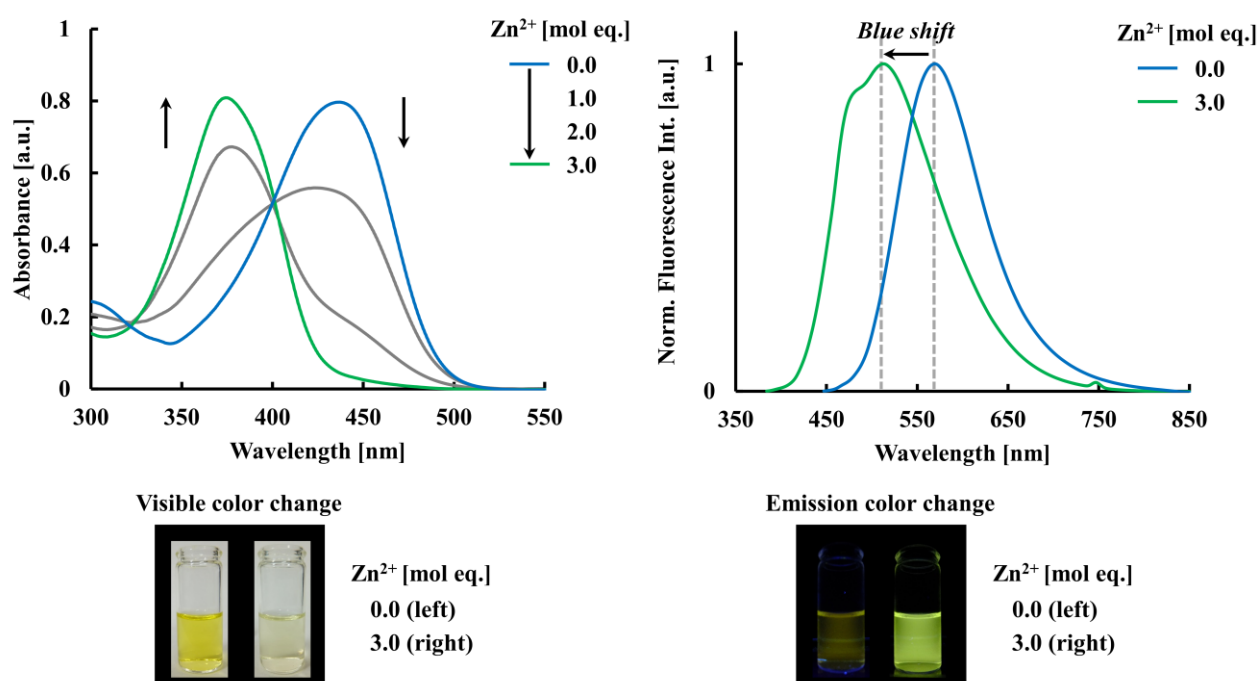 Zn²⁺ [mol eq.]
0.0
1.0
2.0
3.0
1
0.8
0.6
0.4
0.2
0
Absorbance [a.u.]
300 350 400 450 500 550
Wavelength [nm]
Blue shift
Zn²⁺ [mol eq.]
0.0
3.0
1
0
Norm. Fluorescence Int. [a.u.]
350 450 550 650 750 850
Wavelength [nm]
Visible color change
Zn²⁺ [mol eq.]
0.0 (left)
3.0 (right)
Emission color change
Zn²⁺ [mol eq.]
0.0 (left)
3.0 (right)